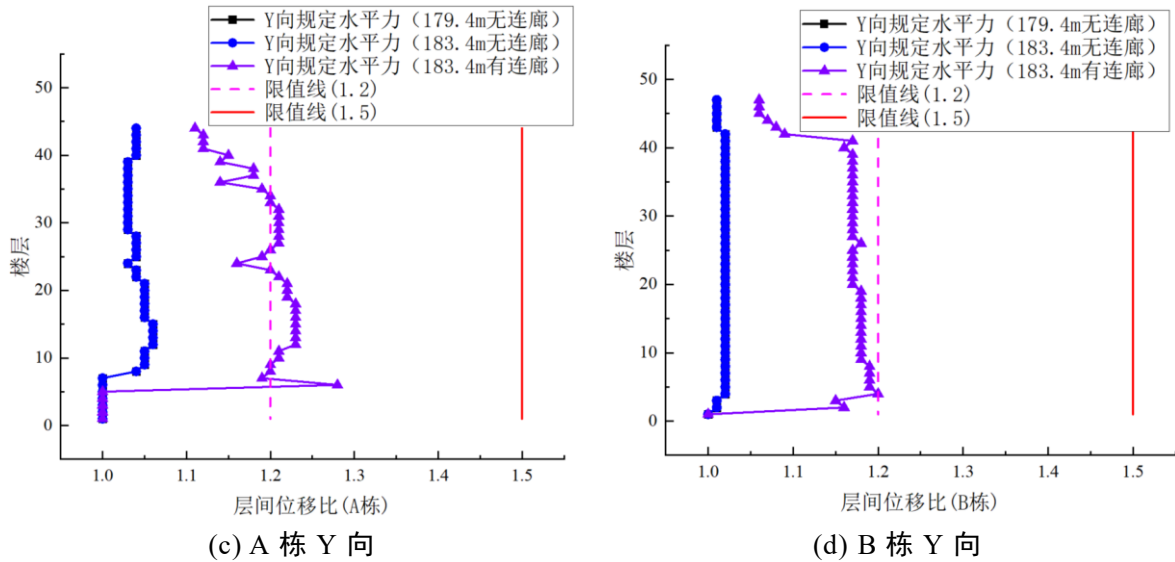 Y向规定水平力（179.4m无连廊）
Y向规定水平力（183.4m无连廊）
Y向规定水平力（183.4m有连廊）
限值线(1.2)
限值线(1.5)
50
40
30
20
10
0
楼层
1.0 1.1 1.2 1.3 1.4 1.5
层间位移比(A栋)
(c) A 栋 Y 向
Y向规定水平力（179.4m无连廊）
Y向规定水平力（183.4m无连廊）
Y向规定水平力（183.4m有连廊）
限值线(1.2)
限值线(1.5)
50
40
30
20
10
0
楼层
1.0 1.1 1.2 1.3 1.4 1.5
层间位移比(B栋)
(d) B 栋 Y 向